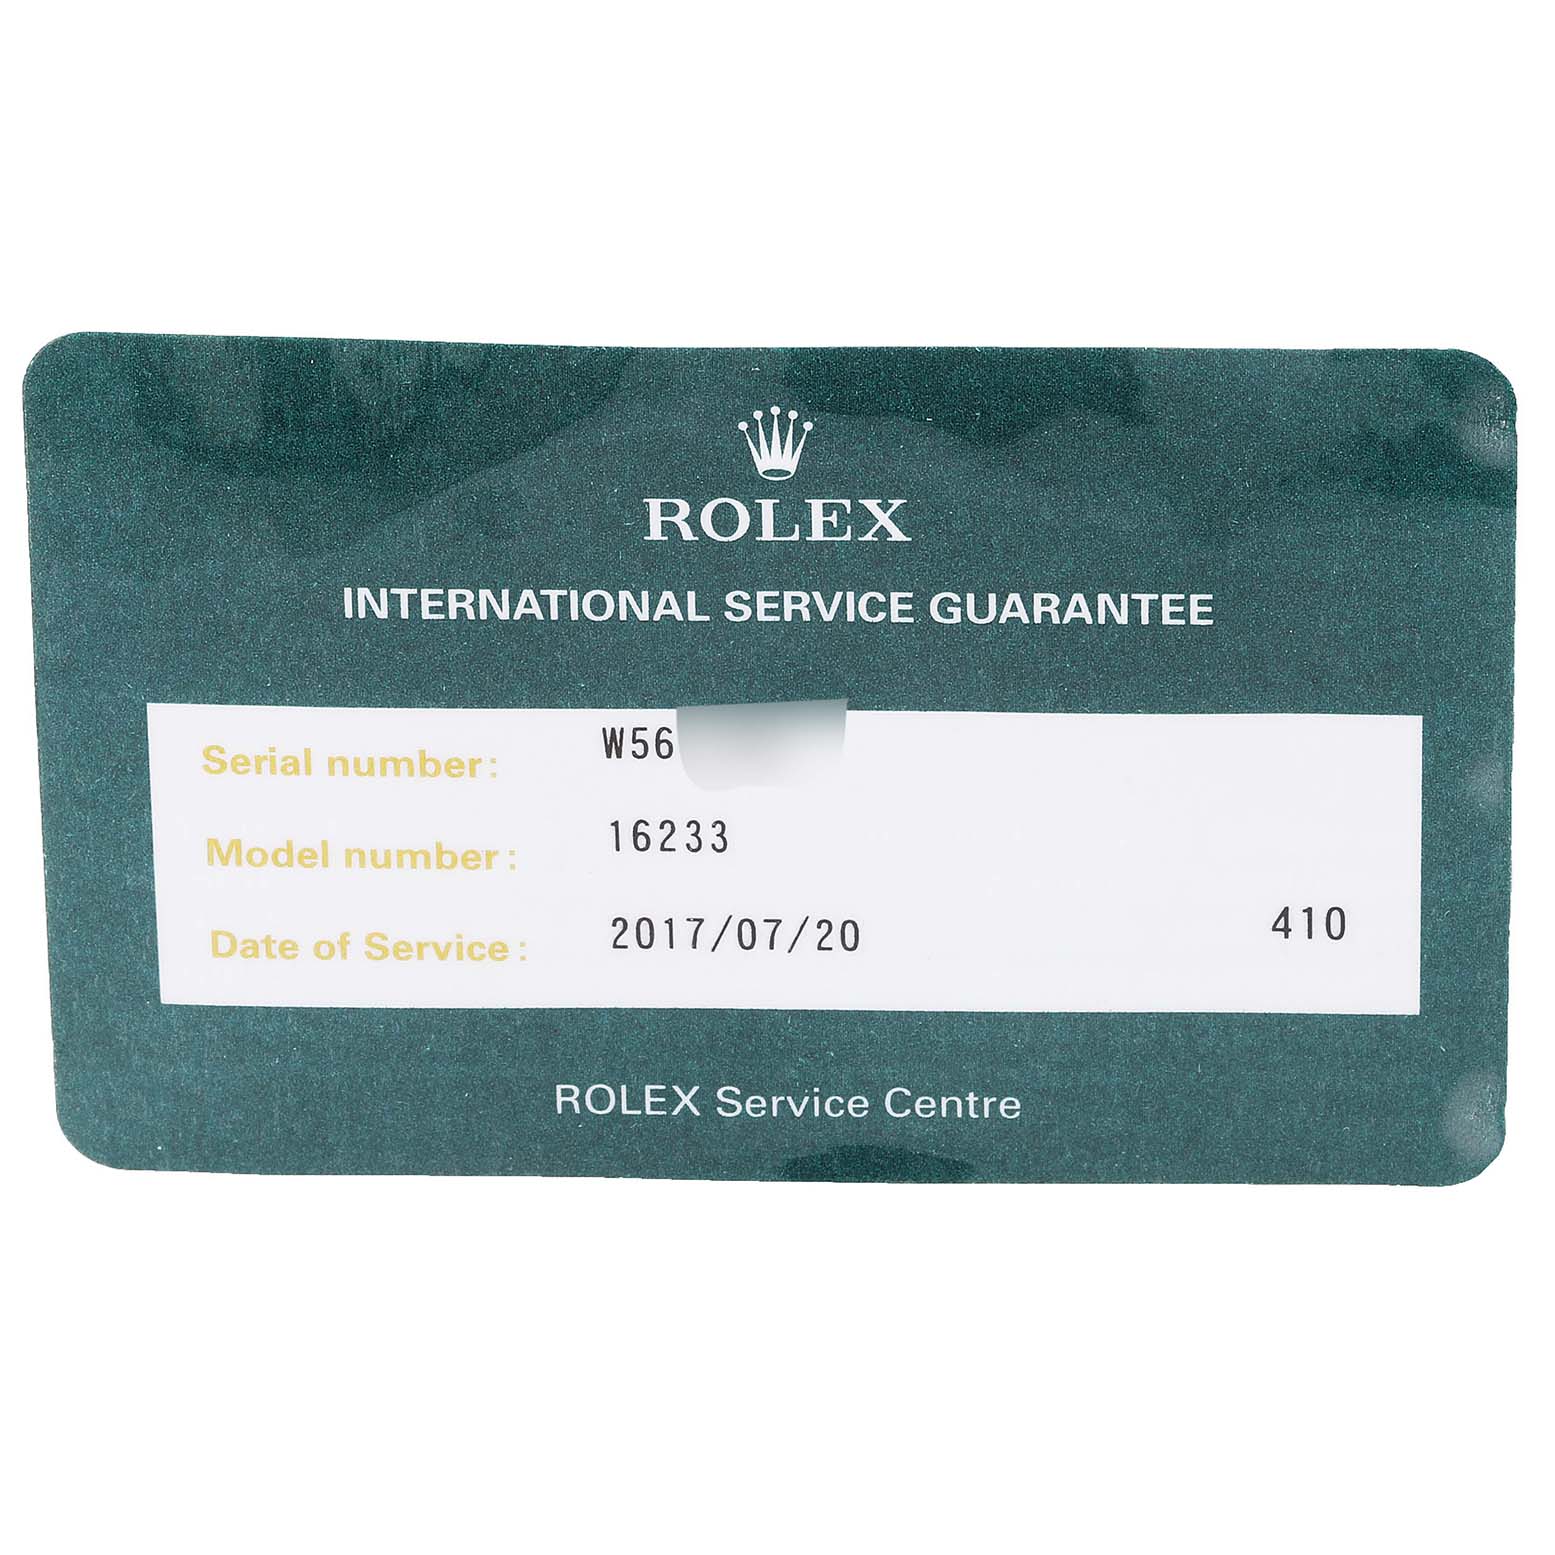 ROLEX
INTERNATIONAL SERVICE GUARANTEE
Serial number: W56
Model number: 16233
Date of Service: 2017/07/20 410
ROLEX Service Centre